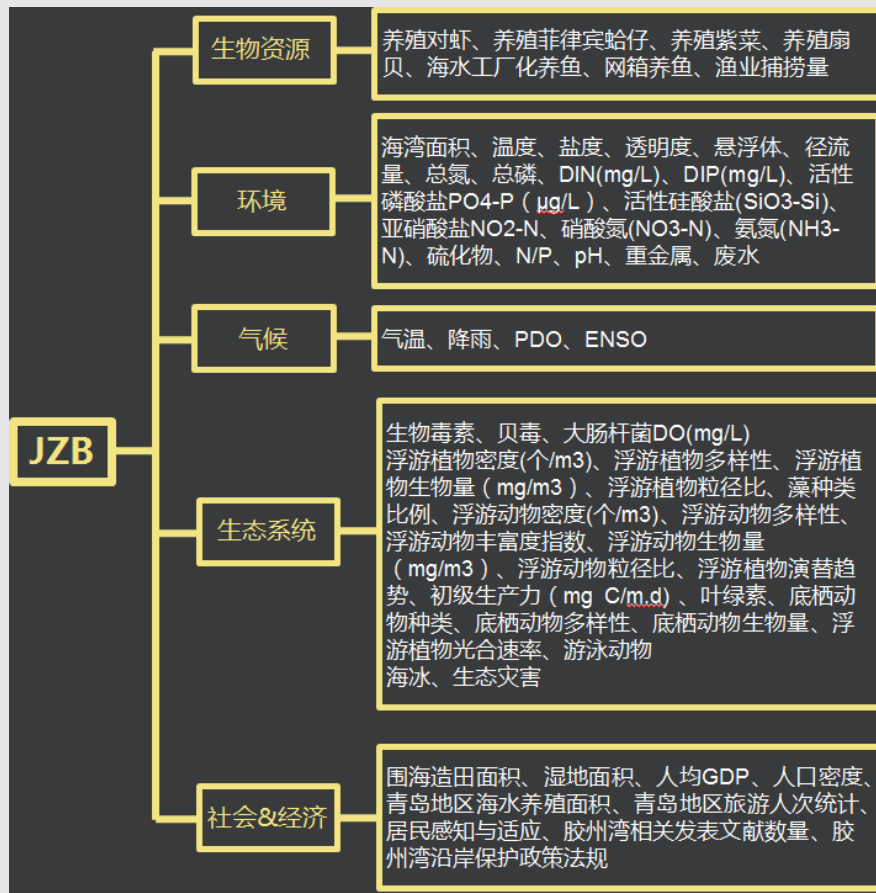 JZB
生物资源
养殖对虾、养殖菲律宾蛤仔、养殖紫菜、养殖扇
贝、海水工厂化养鱼、网箱养鱼、渔业捕捞量
环境
海湾面积、温度、盐度、透明度、悬浮体、径流
量、总氮、总磷、DIN(mg/L)、DIP(mg/L)、活性
磷酸盐PO4-P（μg/L）、活性硅酸盐(SiO3-Si)、
亚硝酸盐NO2-N、硝酸氮(NO3-N)、氨氮(NH3-
N)、硫化物、N/P、pH、重金属、废水
气候
气温、降雨、PDO、ENSO
生态系统
生物毒素、贝毒、大肠杆菌DO(mg/L)
浮游植物密度(个/m3)、浮游植物多样性、浮游植
物生物量（mg/m3）、浮游植物粒径比、藻种类
比例、浮游动物密度(个/m3)、浮游动物多样性、
浮游动物丰富度指数、浮游动物生物量
（mg/m3）、浮游动物粒径比、浮游植物演替趋
势、初级生产力（mg C/m.d）、叶绿素、底栖动
物种类、底栖动物多样性、底栖动物生物量、浮
游植物光合速率、游泳动物
海冰、生态灾害
社会&经济
围海造田面积、湿地面积、人均GDP、人口密度、
青岛地区海水养殖面积、青岛地区旅游人次统计、
居民感知与适应、胶州湾相关发表文献数量、胶
州湾沿岸保护政策法规